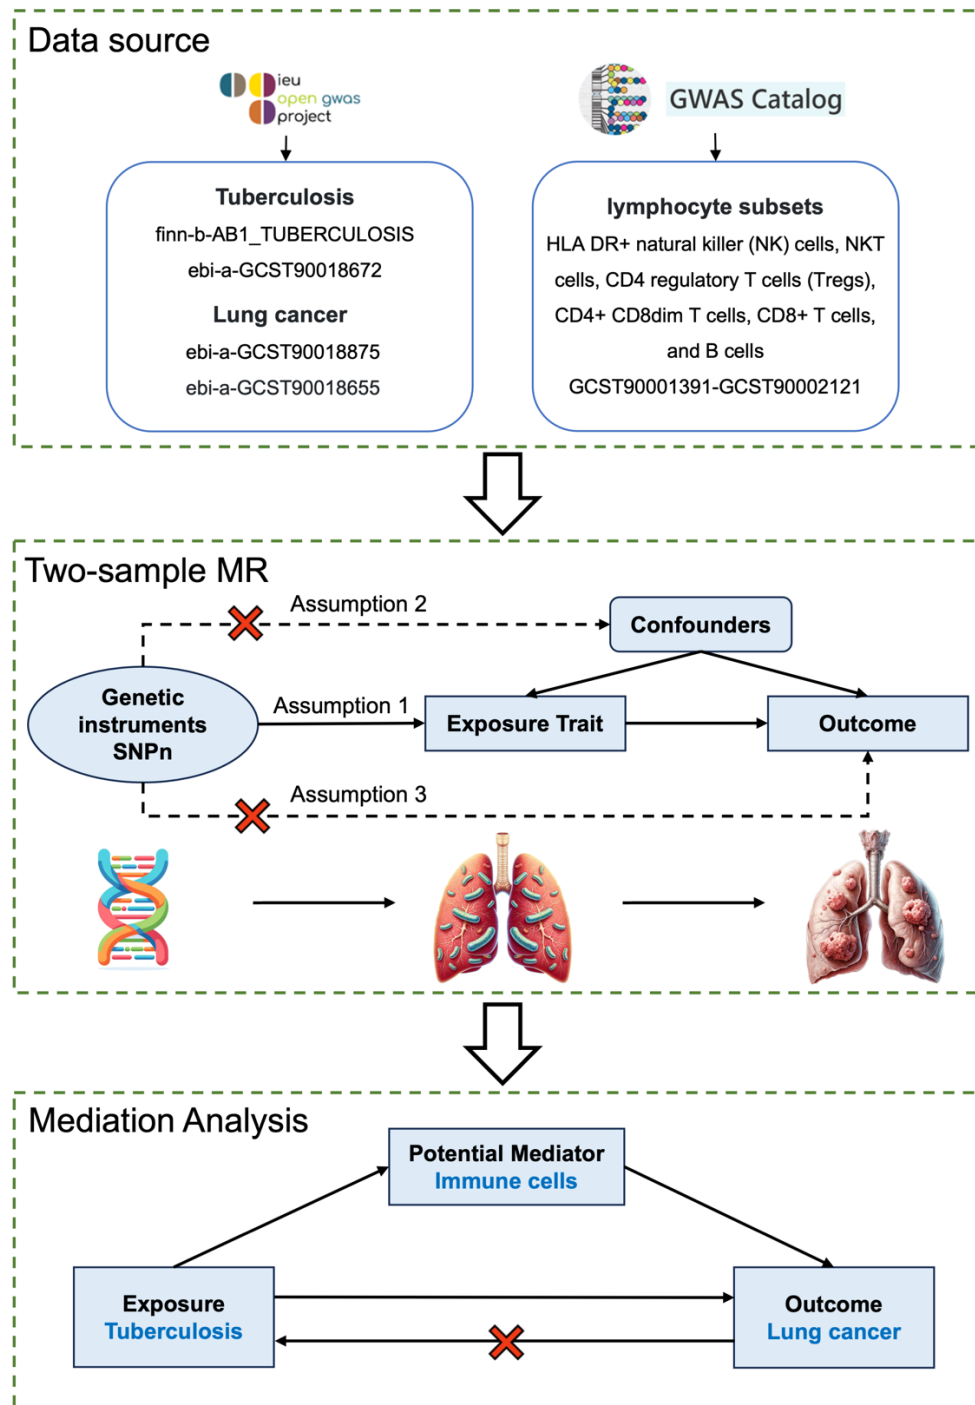 Data source
ieu
open gwas
project
GWAS Catalog
Tuberculosis
finn-b-AB1_TUBERCULOSIS
ebi-a-GCST90018672
Lung cancer
ebi-a-GCST90018875
ebi-a-GCST90018655
lymphocyte subsets
HLA DR+ natural killer (NK) cells, NKT
cells, CD4 regulatory T cells (Tregs),
CD4+ CD8dim T cells, CD8+ T cells,
and B cells
GCST90001391-GCST90002121
Two-sample MR
Assumption 2
Confounders
Genetic
instruments
SNPn
Assumption 1
Exposure Trait
Outcome
Assumption 3
Mediation Analysis
Potential Mediator
Immune cells
Exposure
Tuberculosis
Outcome
Lung cancer